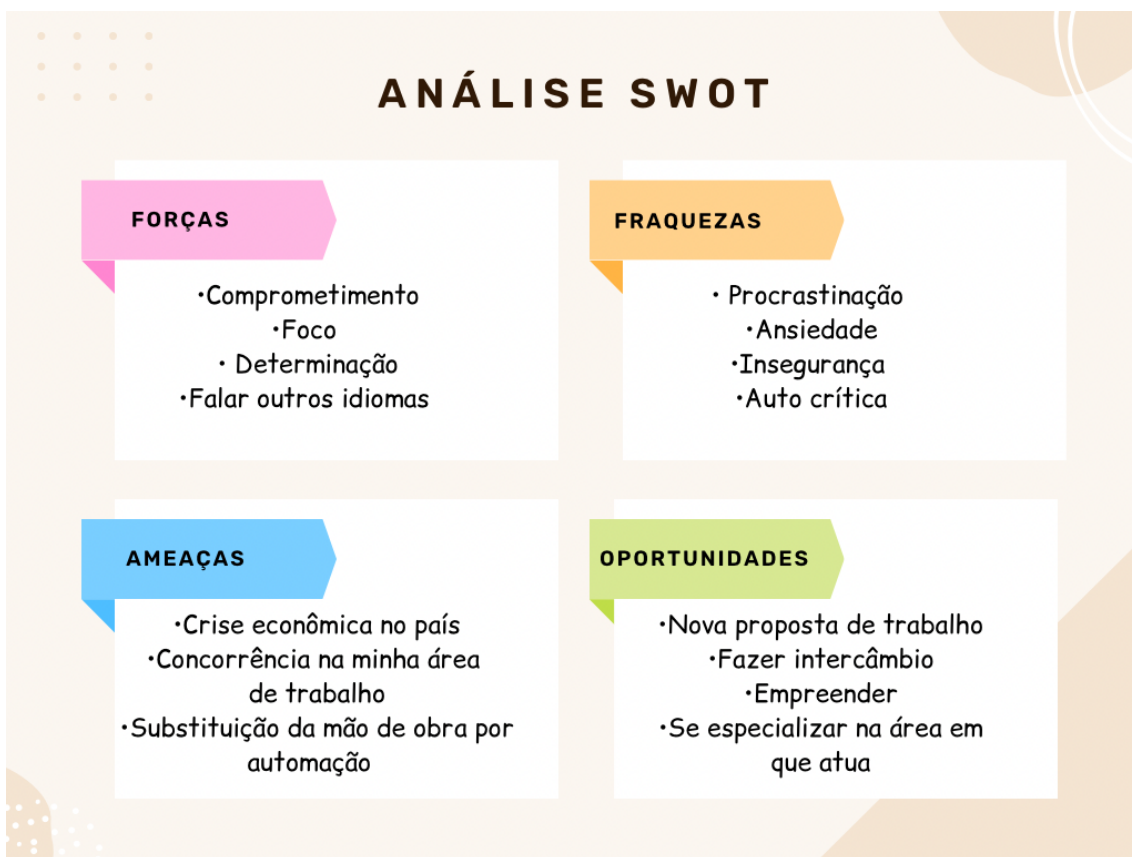 ANÁLISE SWOT
FORÇAS
•Comprometimento
•Foco
• Determinação
•Falar outros idiomas
FRAQUEZAS
• Procrastinação
•Ansiedade
•Insegurança
•Auto crítica
AMEAÇAS
•Crise econômica no país
•Concorrência na minha área
de trabalho
•Substituição da mão de obra por
automação
OPORTUNIDADES
•Nova proposta de trabalho
•Fazer intercâmbio
•Empreender
•Se especializar na área em
que atua